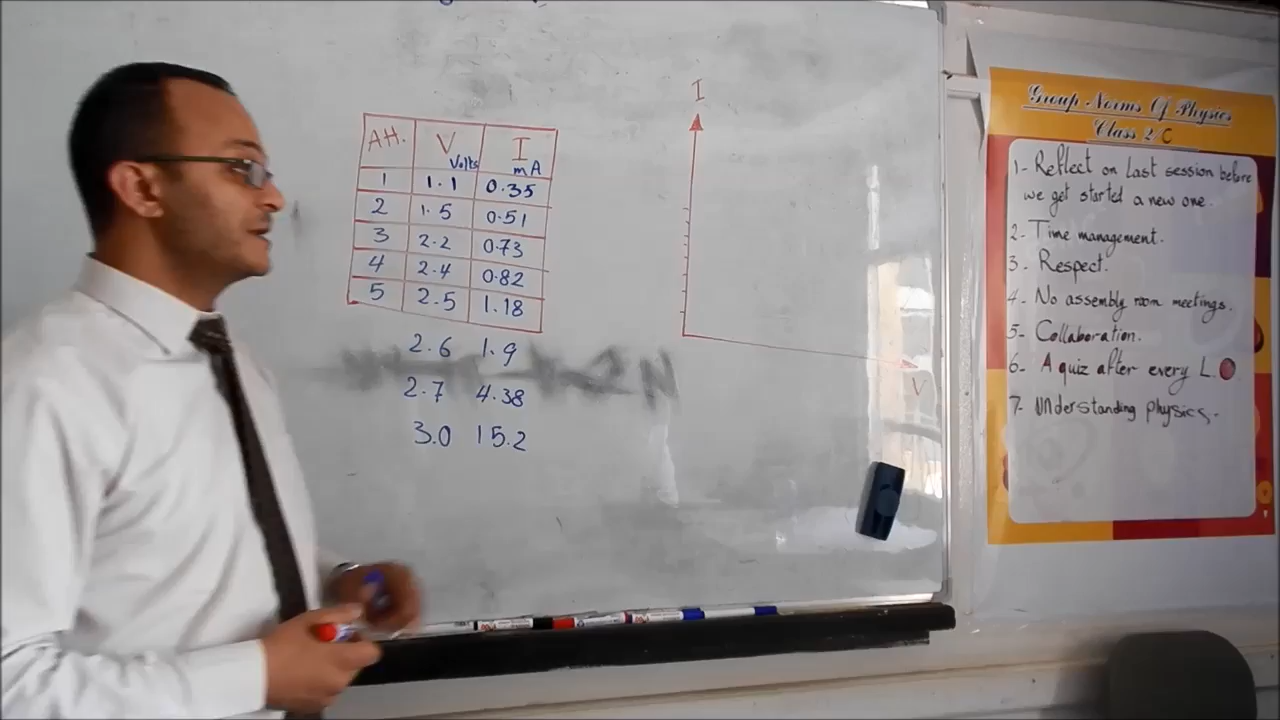 Att. V Volts I mA
1 1.1 0.35
2 1.5 0.51
3 2.2 0.73
4 2.4 0.82
5 2.5 1.18
2.6 1.9
2.7 4.38
3.0 15.2
I
V
Group Norms Of Physics
Class 2/C
1- Reflect on last session before
we get started a new one.
2- Time management.
3- Respect.
4- No assembly room meetings.
5- Collaboration.
6- A quiz after every L.O
7- Understanding physics.